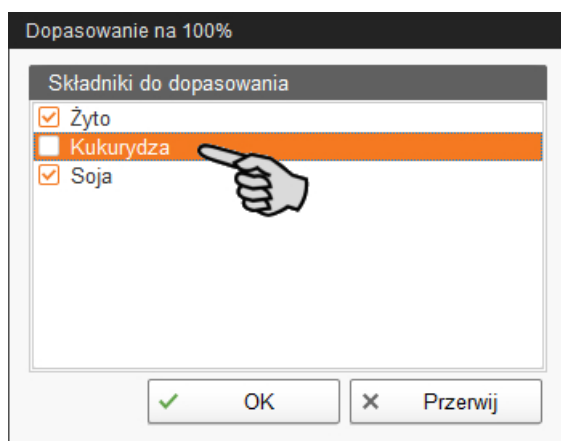 Dopasowanie na 100%
Składniki do dopasowania
Żyto
Kukurydza
Soja
OK
Przerwij